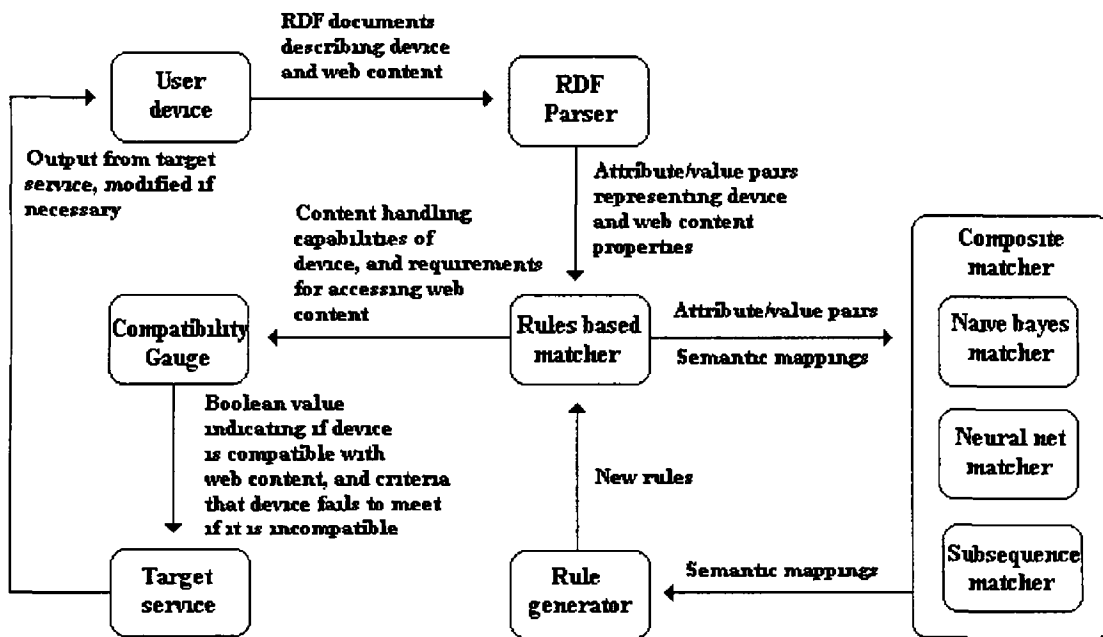 RDF documents
describing device
and web content
User
device
RDF
Parser
Output from target
service, modified if
necessary
Attribute/value pairs
representing device
and web content
properties
Content handling
capabilities of
device, and requirements
for accessing web
content
Composite
matcher
Compatibility
Gauge
Rules based
matcher
Attribute/value pairs
Semantic mappings
Naive bayes
matcher
Boolean value
indicating if device
is compatible with
web content, and criteria
that device fails to meet
if it is incompatible
Neural net
matcher
New rules
Target
service
Rule
generator
Semantic mappings
Subsequence
matcher